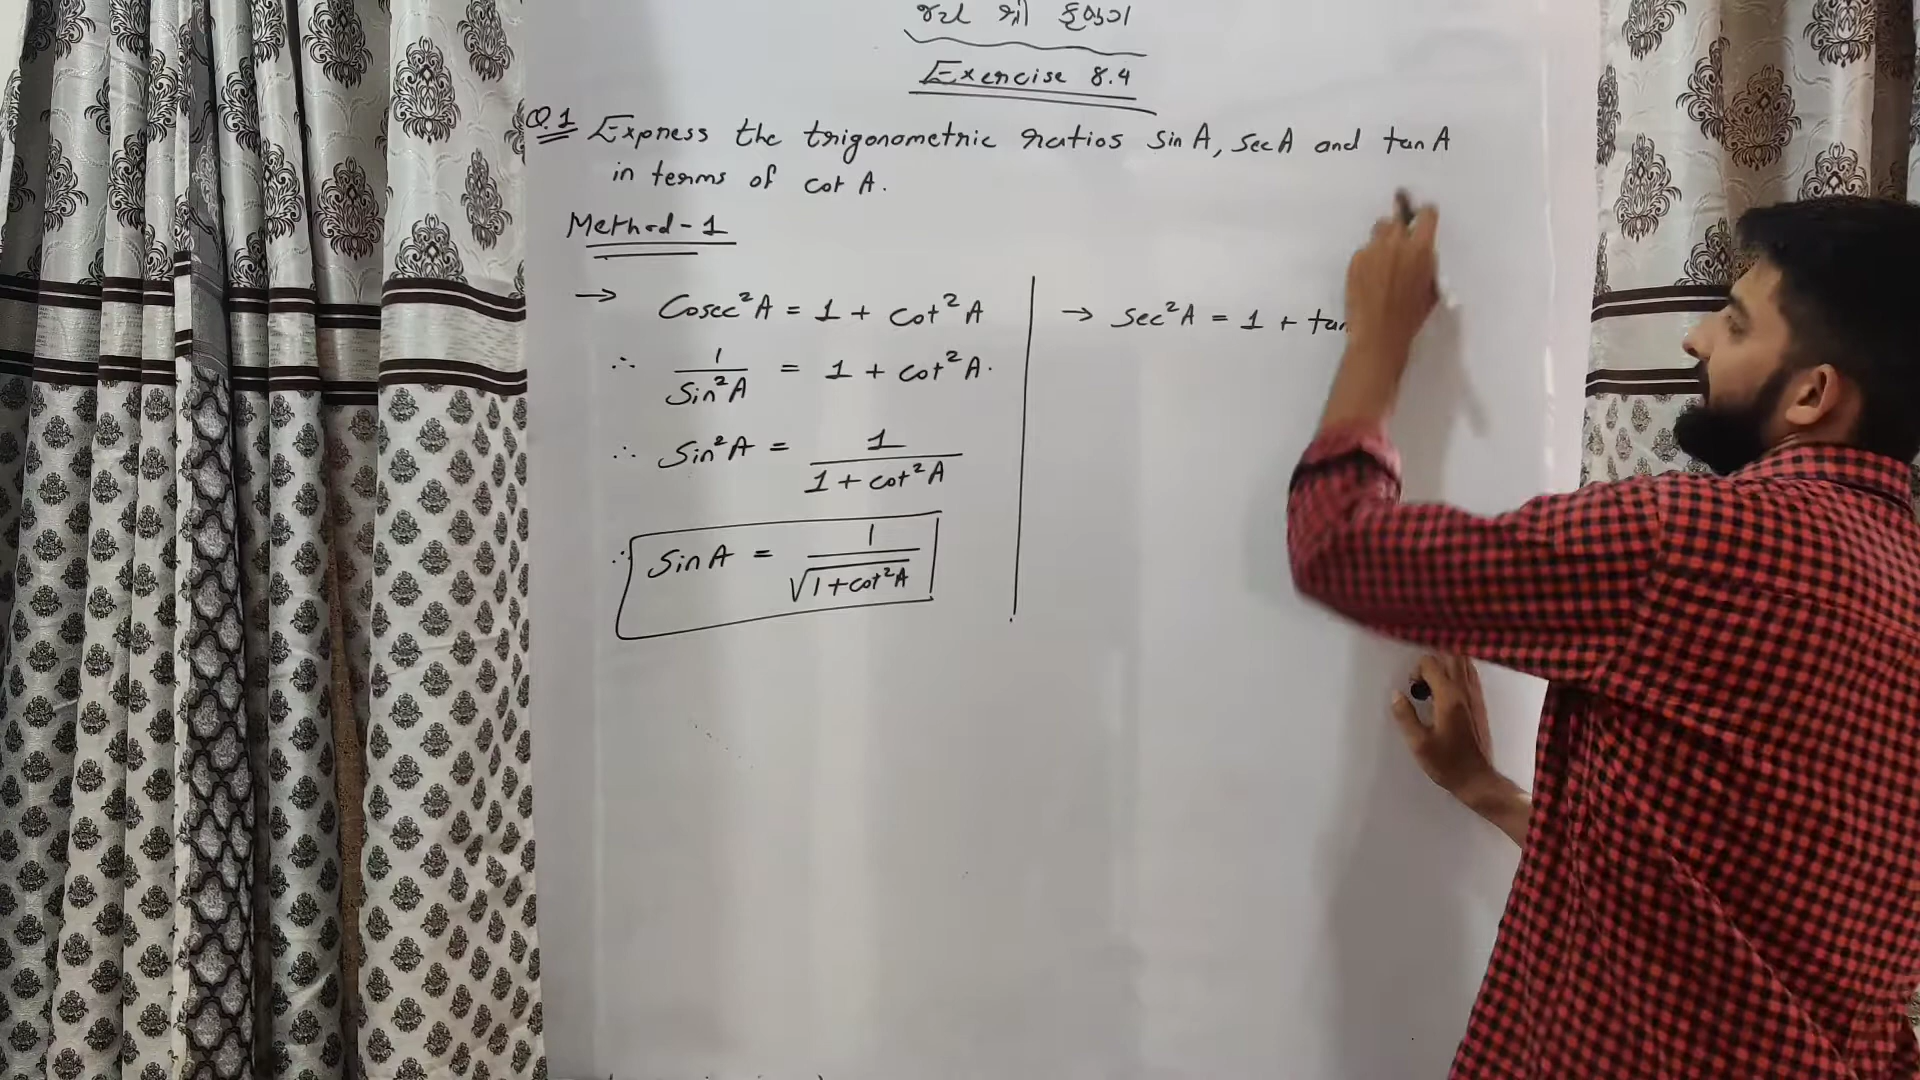 જય શ્રી કૃષ્ણ
Exercise 8.4
Q.1 Express the trigonometric ratios sin A, sec A and tan A
in terms of cot A.
Method-1
→ Cosec²A = 1 + cot²A
∴ 1/Sin²A = 1 + cot²A.
∴ Sin²A = 1/(1 + cot²A)
∴ Sin A = 1/√(1+cot²A)
→ Sec²A = 1 + tan